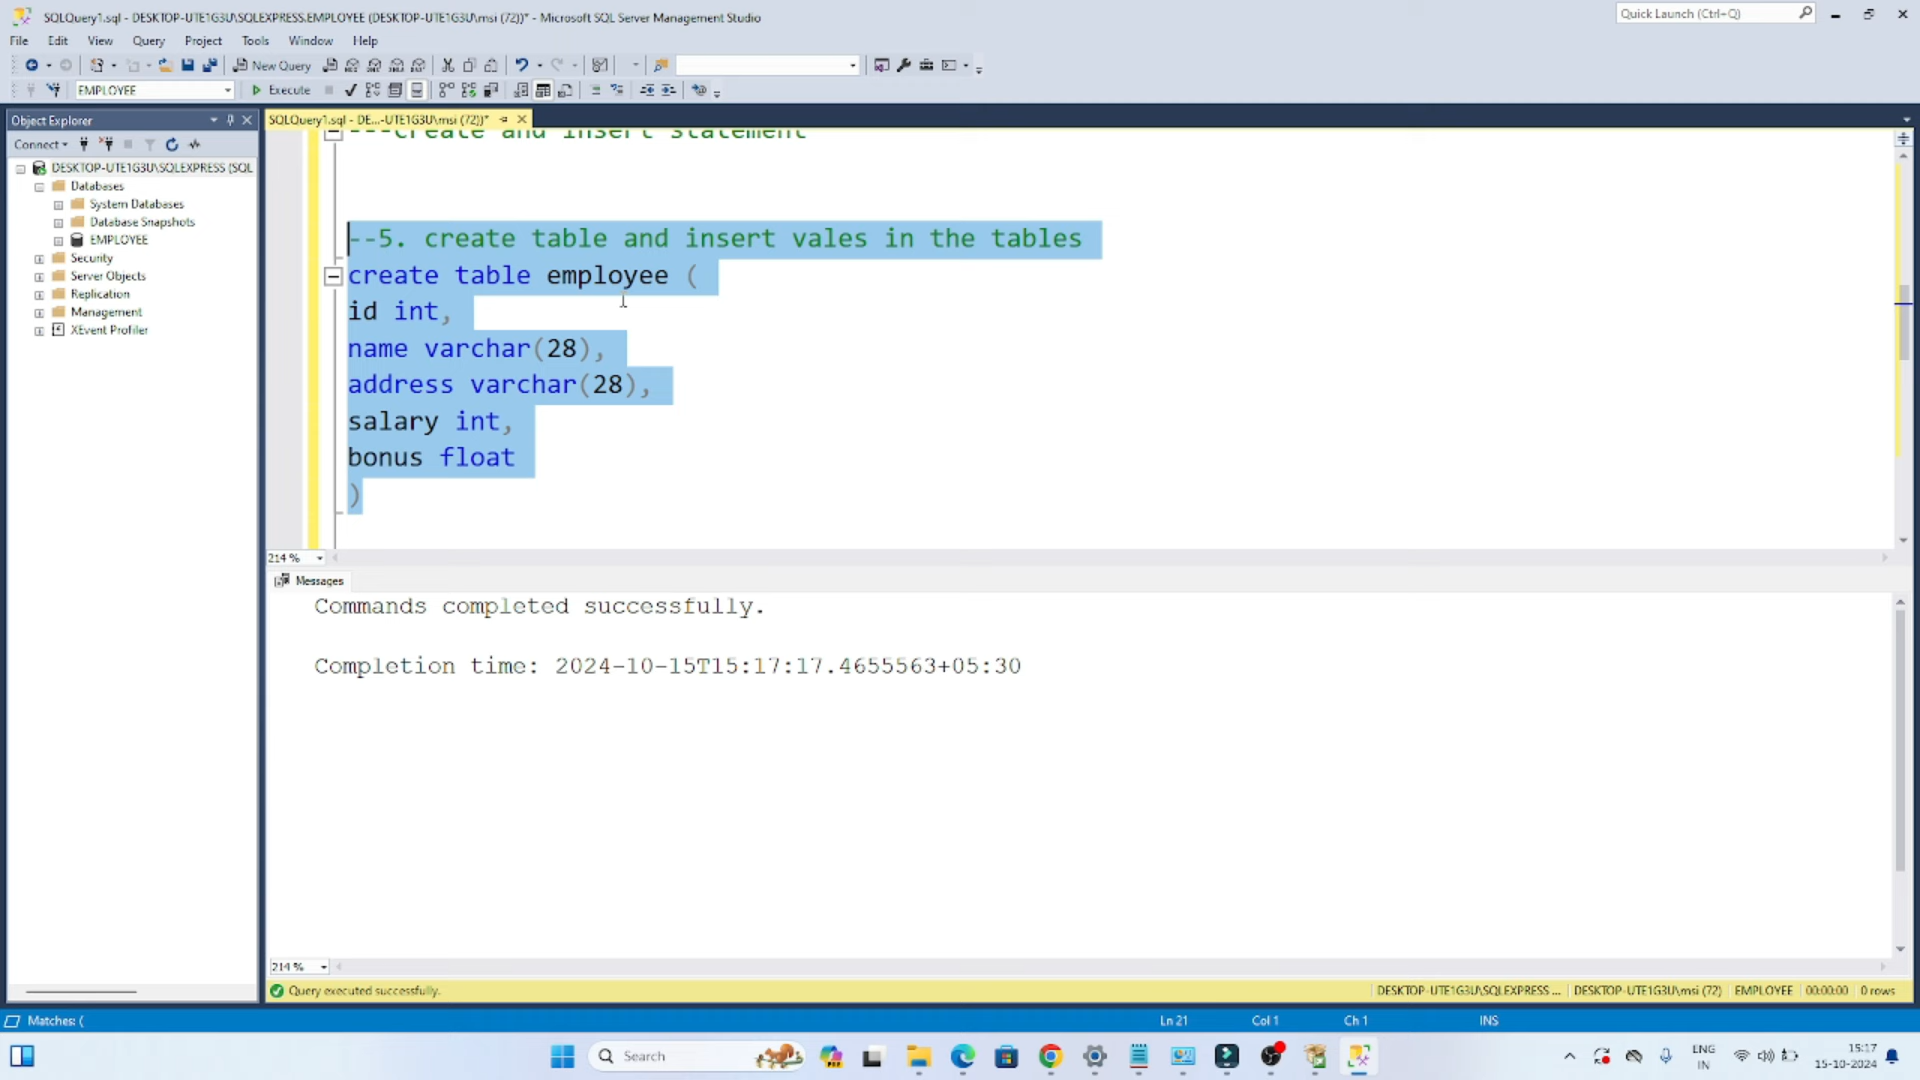 SQLQuery1.sql - DESKTOP-UTE1G3U\SQLEXPRESS.EMPLOYEE (DESKTOP-UTE1G3U\msi (72))* - Microsoft SQL Server Management Studio
Quick Launch (Ctrl+Q)
File Edit View Query Project Tools Window Help
New Query
EMPLOYEE
Execute
Object Explorer
SQLQuery1.sql - DE...-UTE1G3U\msi (72))*
Connect
DESKTOP-UTE1G3U\SQLEXPRESS (SQL
Databases
System Databases
Database Snapshots
EMPLOYEE
Security
Server Objects
Replication
Management
XEvent Profiler
---Create and insert statement
--5. create table and insert vales in the tables
create table employee (
id int,
name varchar(28),
address varchar(28),
salary int,
bonus float
)
214 %
Messages
Commands completed successfully.
Completion time: 2024-10-15T15:17:17.4655563+05:30
214 %
Query executed successfully.
DESKTOP-UTE1G3U\SQLEXPRESS ... DESKTOP-UTE1G3U\msi (72) EMPLOYEE 00:00:00 0 rows
Matches: (
Ln 21 Col 1 Ch 1 INS
Search
ENG
IN
15:17
15-10-2024